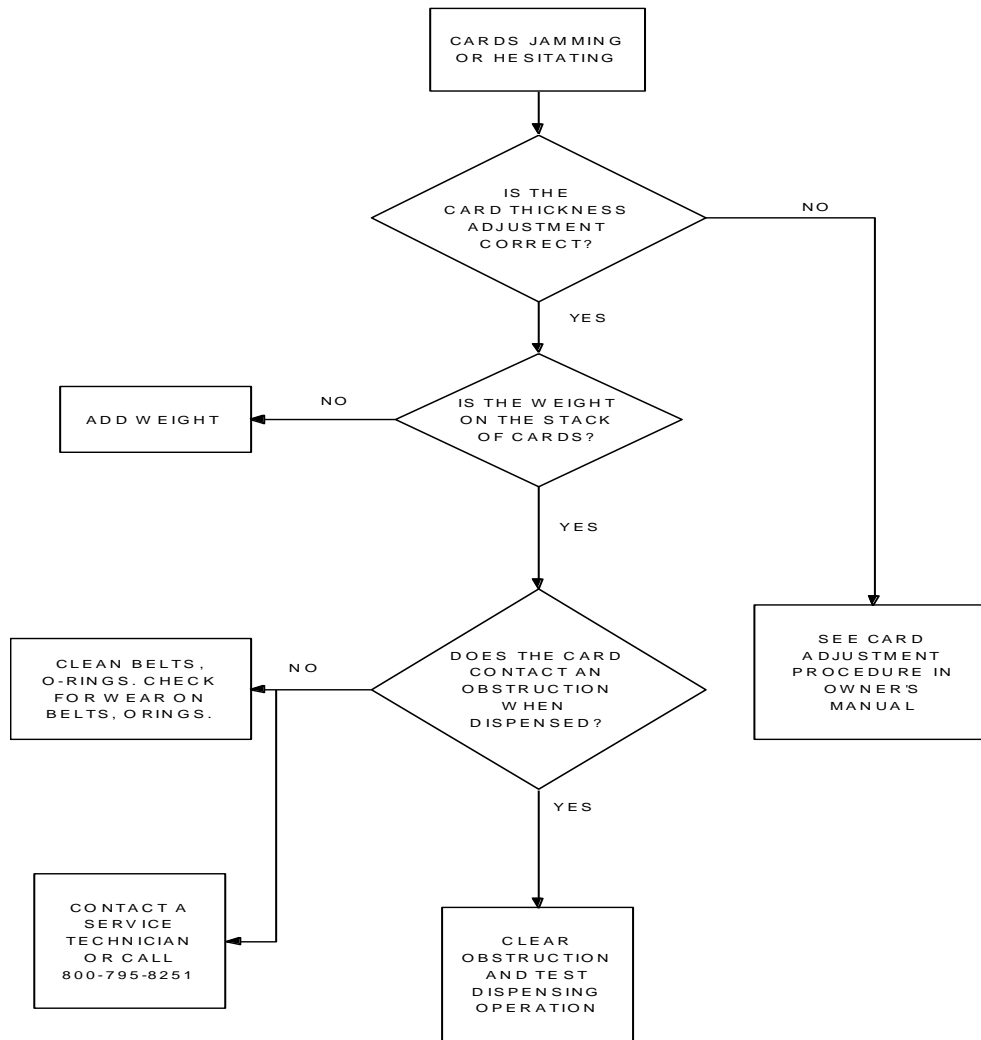 CARDS JAMMING
OR HESITATING
IS THE
CARD THICKNESS
ADJUSTMENT
CORRECT?
NO
YES
ADD WEIGHT
NO
IS THE WEIGHT
ON THE STACK
OF CARDS?
YES
CLEAN BELTS,
O-RINGS. CHECK
FOR WEAR ON
BELTS, ORINGS.
NO
DOES THE CARD
CONTACT AN
OBSTRUCTION
WHEN
DISPENSED?
SEE CARD
ADJUSTMENT
PROCEDURE IN
OWNER'S
MANUAL
YES
CONTACT A
SERVICE
TECHNICIAN
OR CALL
800-795-8251
CLEAR
OBSTRUCTION
AND TEST
DISPENSING
OPERATION